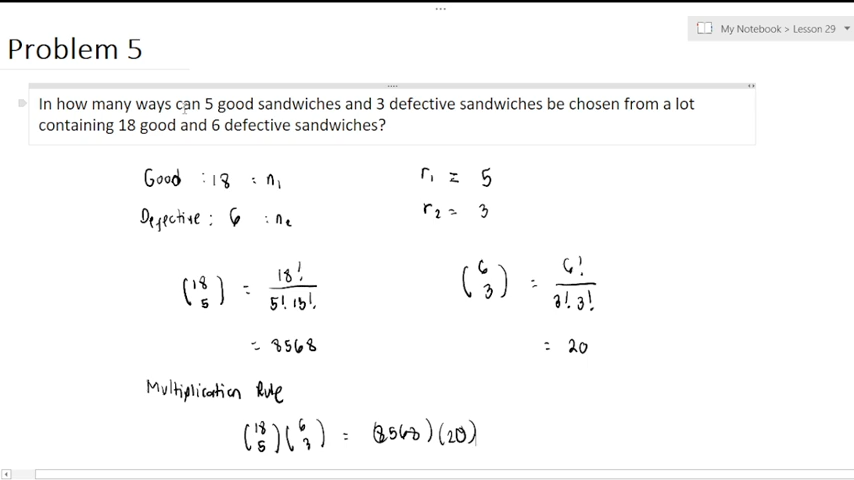 My Notebook > Lesson 29
Problem 5
In how many ways can 5 good sandwiches and 3 defective sandwiches be chosen from a lot
containing 18 good and 6 defective sandwiches?
Good : 18 : n₁ r₁ = 5
Defective : 6 : n₂ r₂ = 3
(18 5) = 18! / 5! 13! (6 3) = 6! / 3! 3!
= 8568 = 20
Multiplication Rule
(18 5)(6 3) = (8568)(20)